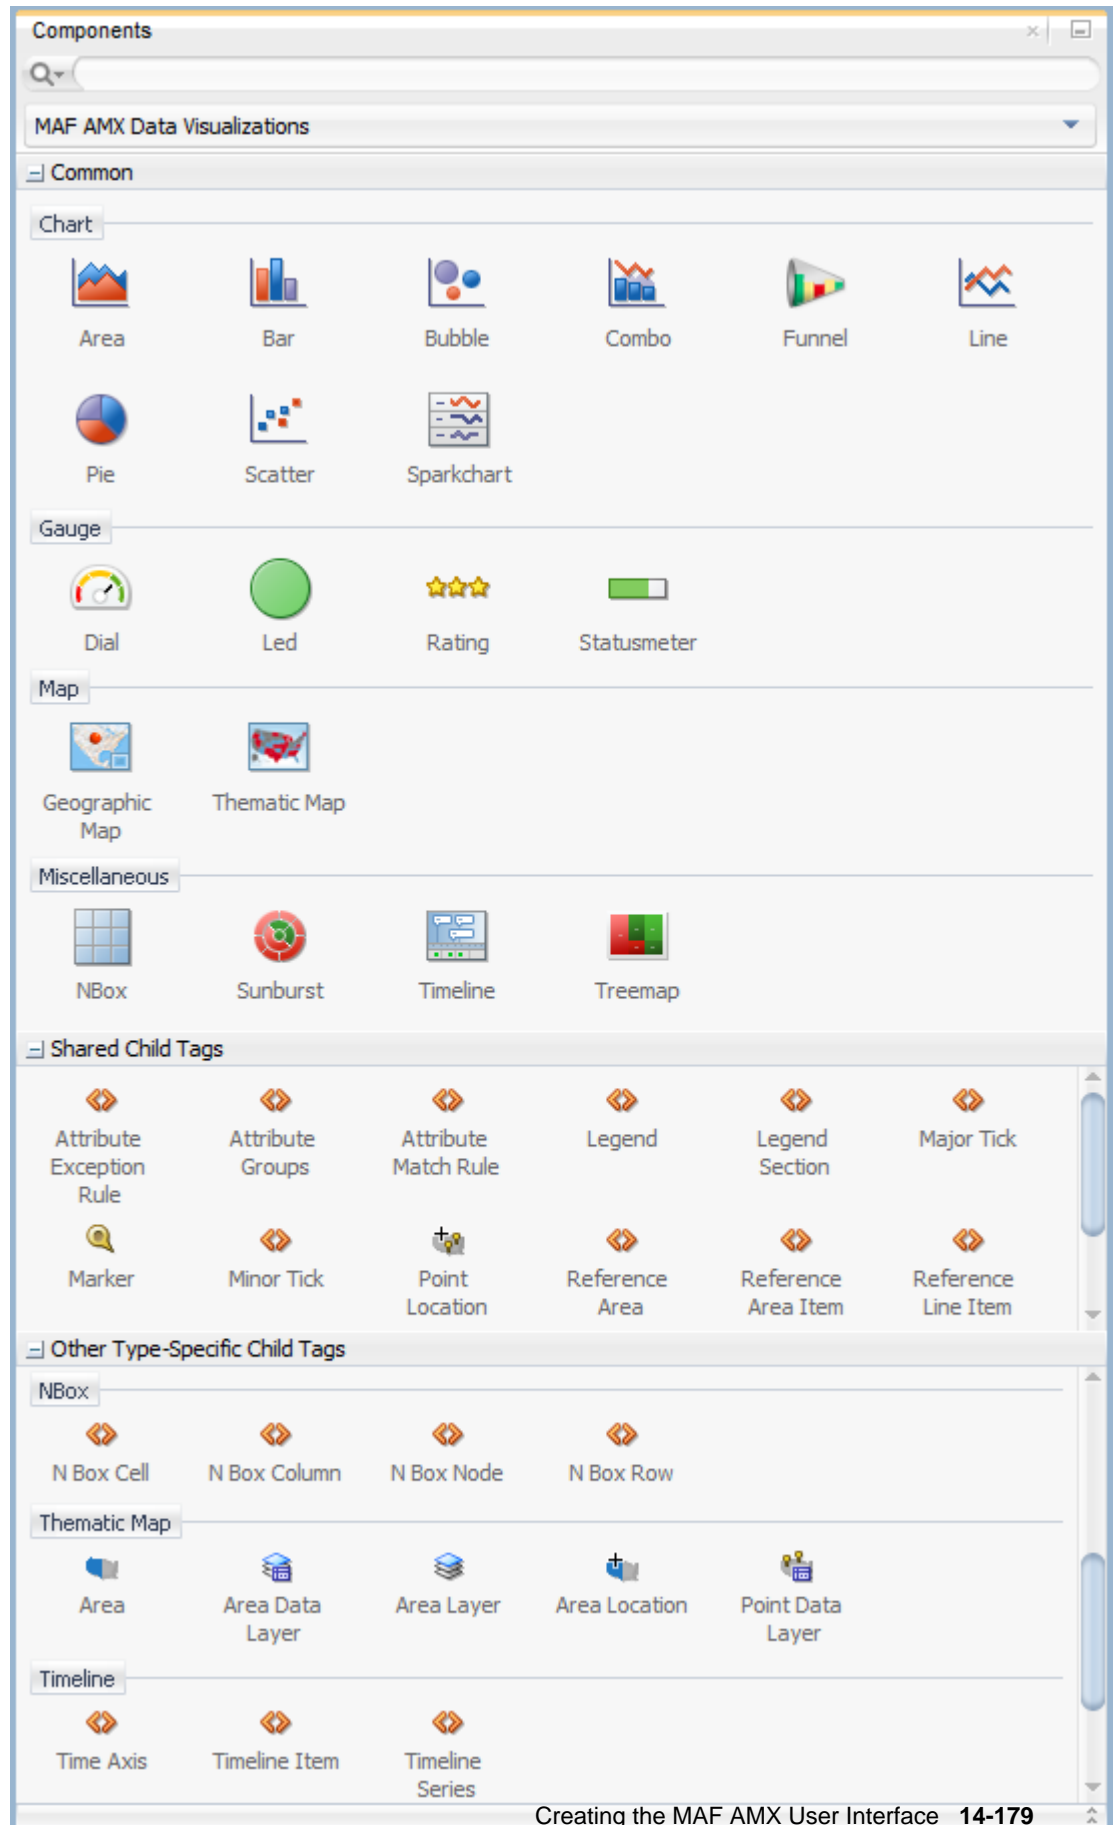 Components
MAF AMX Data Visualizations
Common
Chart
Area Bar Bubble Combo Funnel Line
Pie Scatter Sparkchart
Gauge
Dial Led Rating Statusmeter
Map
Geographic Thematic Map
Map
Miscellaneous
NBox Sunburst Timeline Treemap
Shared Child Tags
Attribute Attribute Attribute Legend Legend Major Tick
Exception Groups Match Rule Section
Rule
Marker Minor Tick Point Reference Reference Reference
Location Area Area Item Line Item
Other Type-Specific Child Tags
NBox
N Box Cell N Box Column N Box Node N Box Row
Thematic Map
Area Area Data Area Layer Area Location Point Data
Layer Layer
Timeline
Time Axis Timeline Item Timeline
Series
Creating the MAF AMX User Interface 14-179